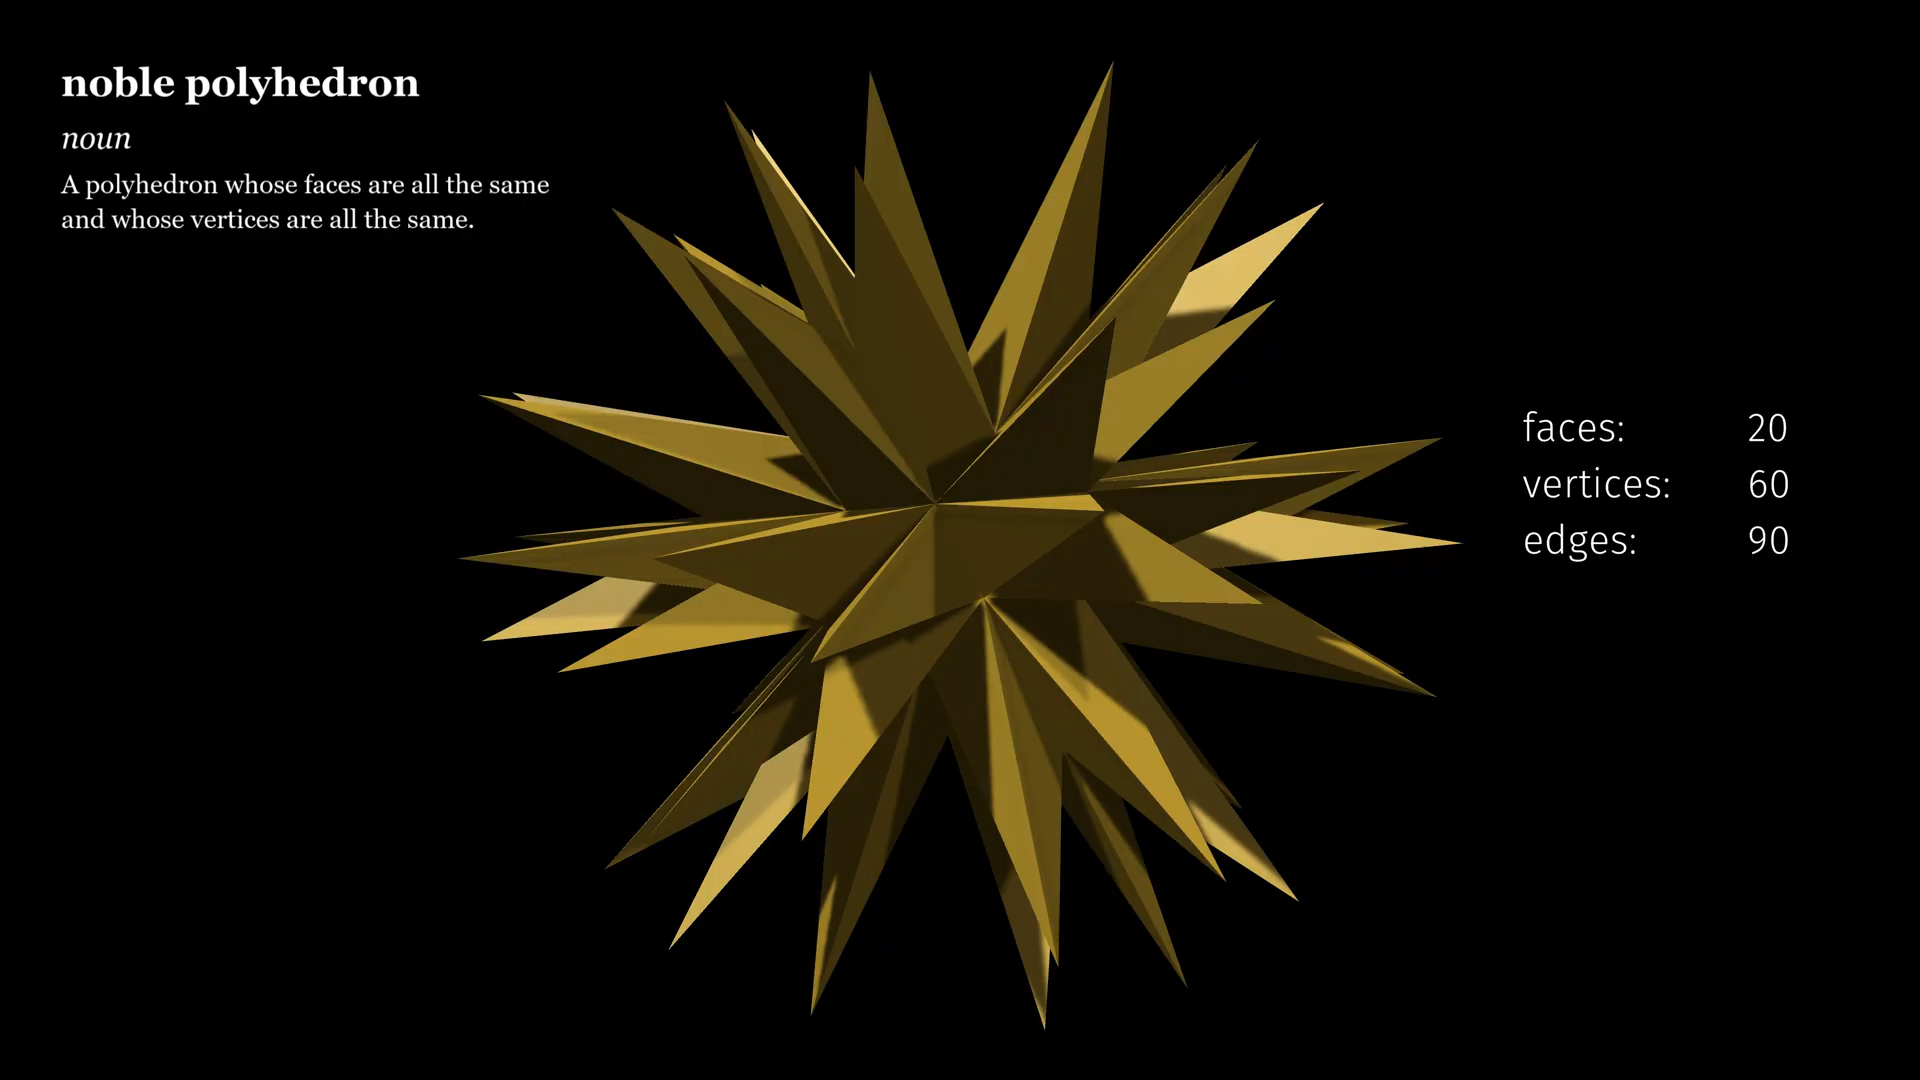 noble polyhedron
noun
A polyhedron whose faces are all the same
and whose vertices are all the same.
faces: 20
vertices: 60
edges: 90